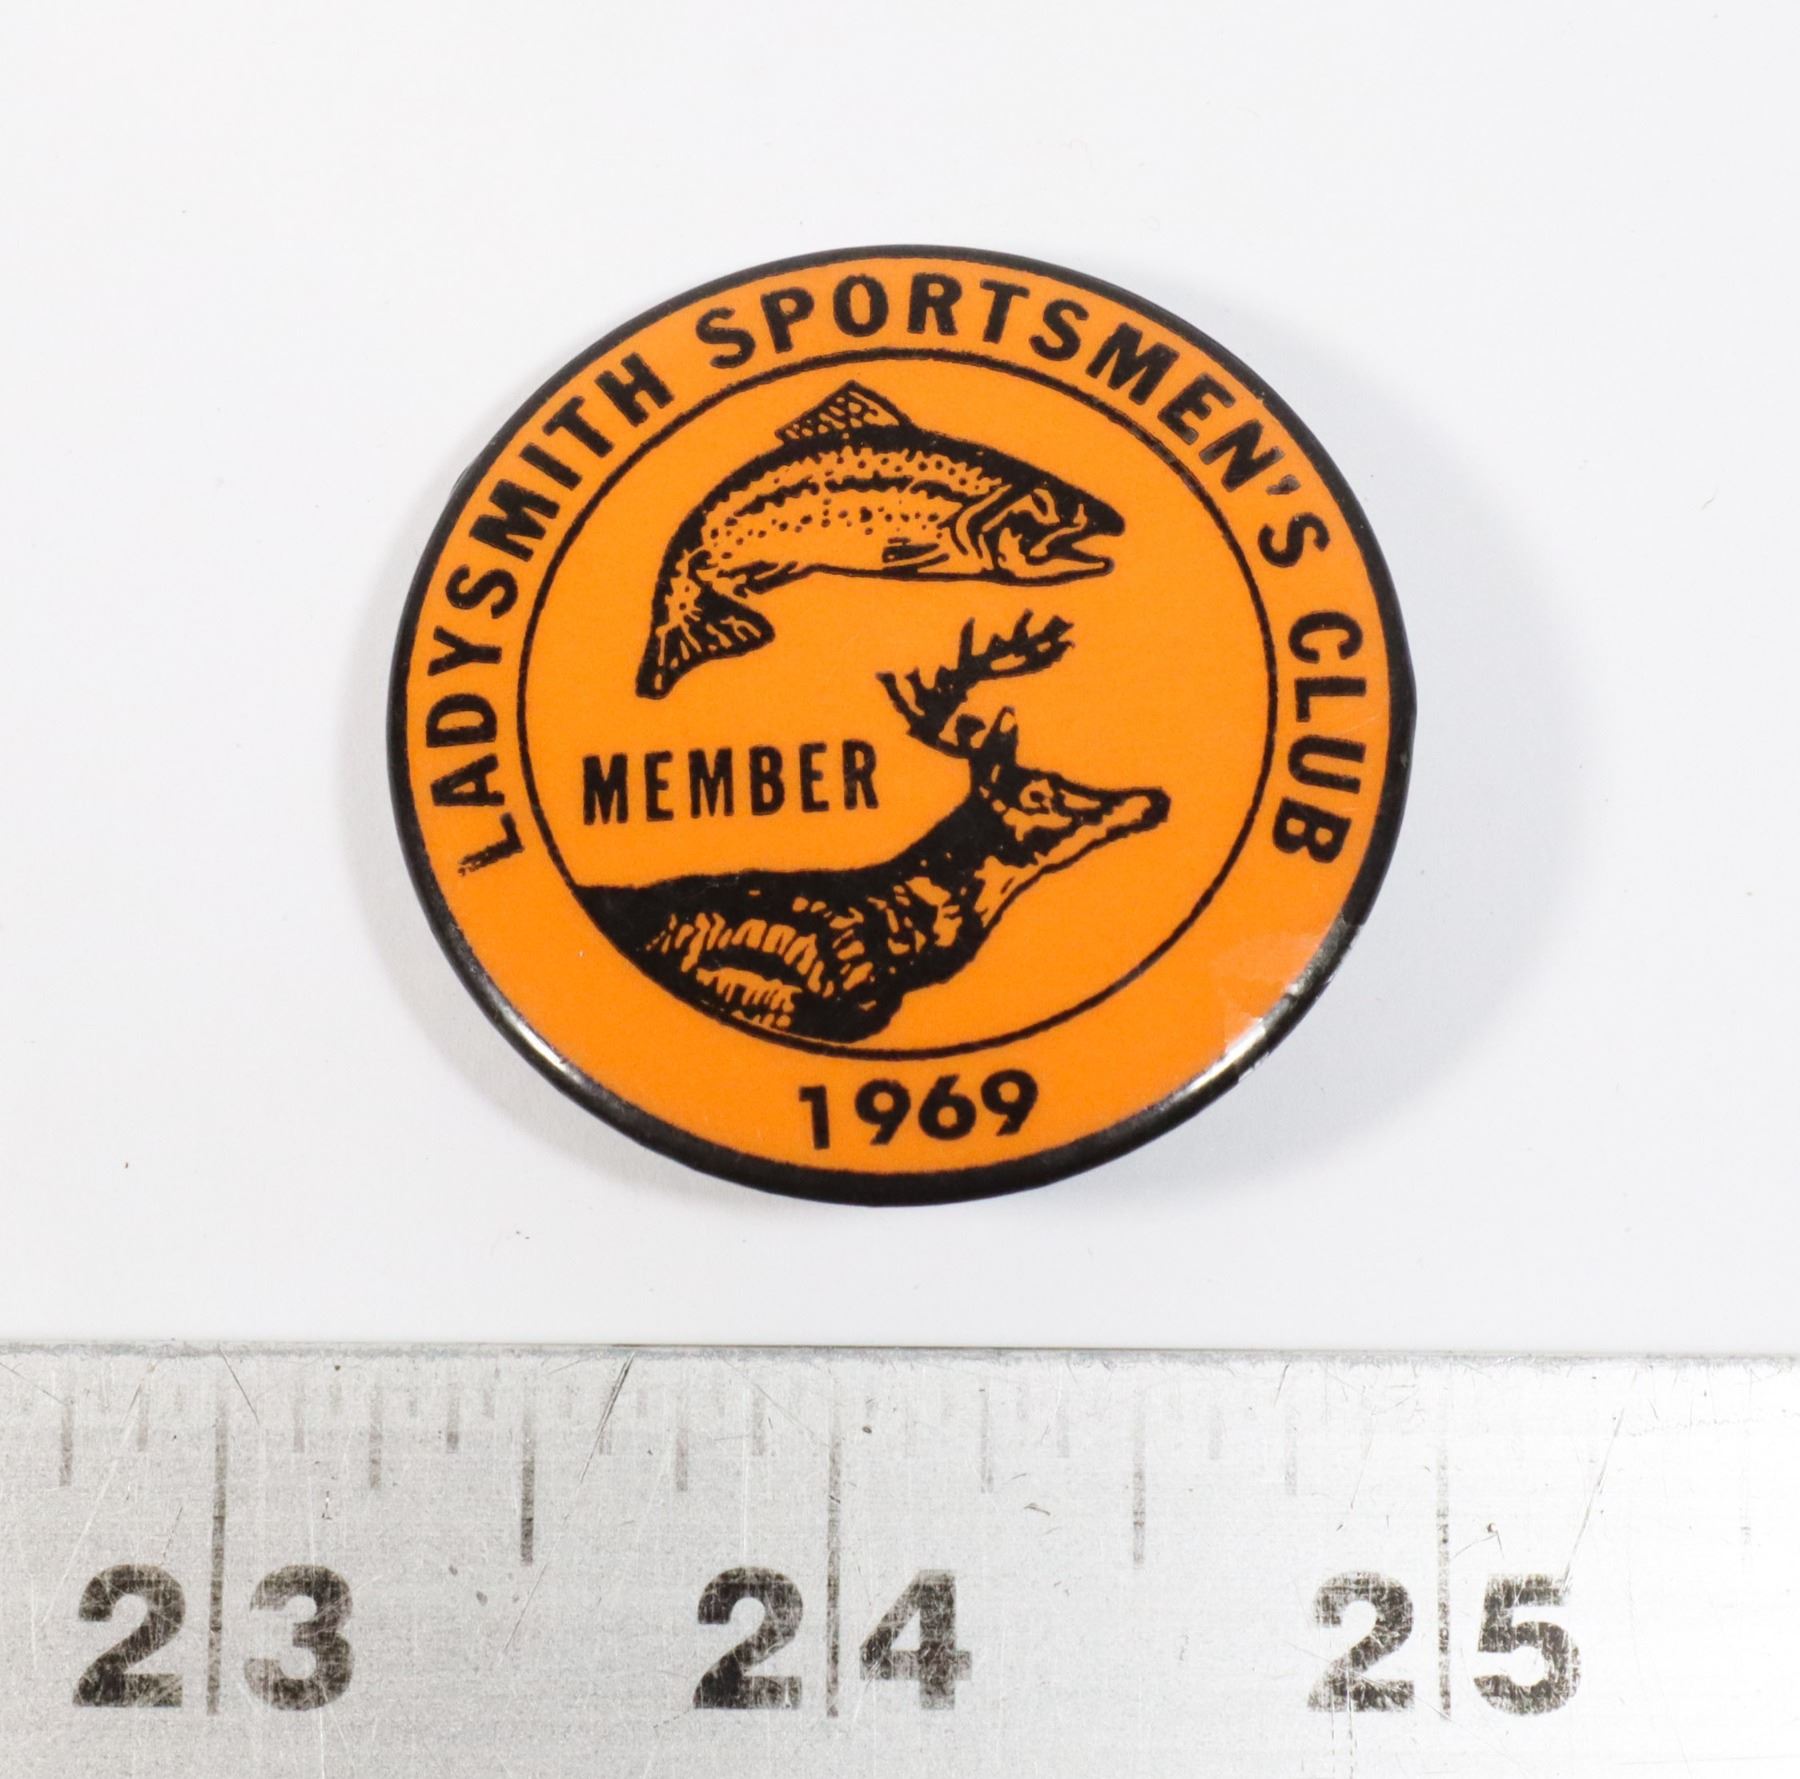 LADYSMITH SPORTSMEN'S CLUB
MEMBER
1969
23 24 25